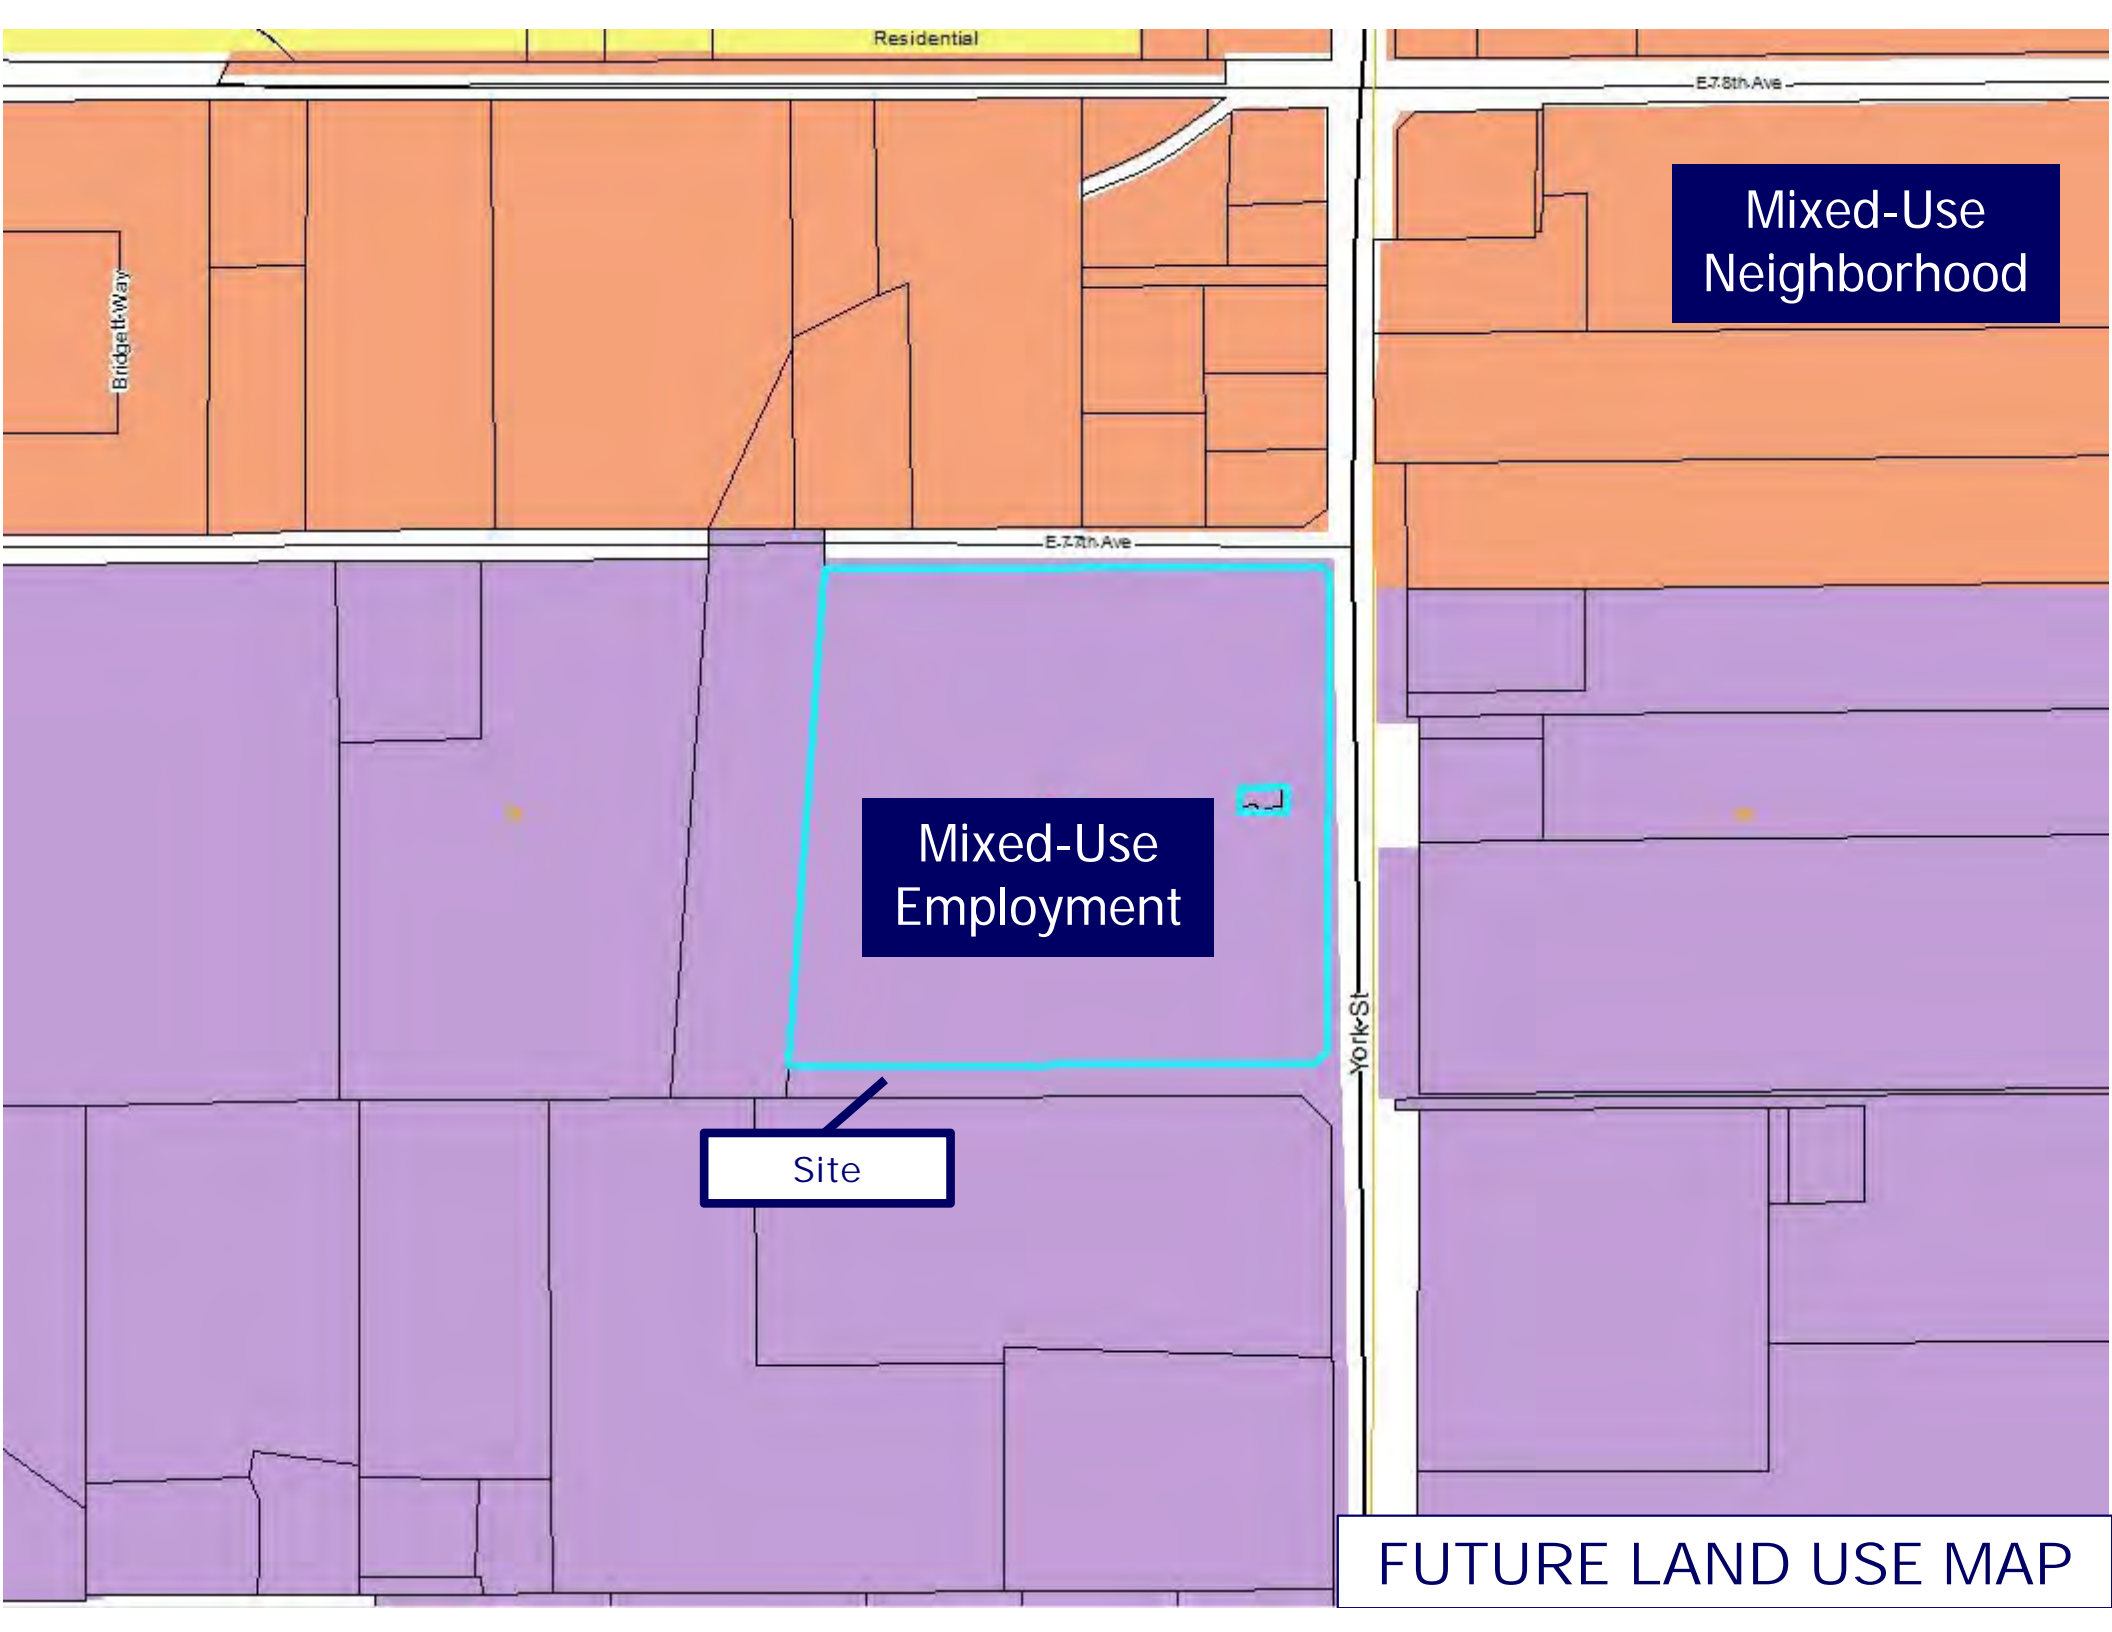 Residential
E 78th Ave
Mixed-Use
Neighborhood
Bridgett Way
E 77th Ave
Mixed-Use
Employment
York St
Site
FUTURE LAND USE MAP